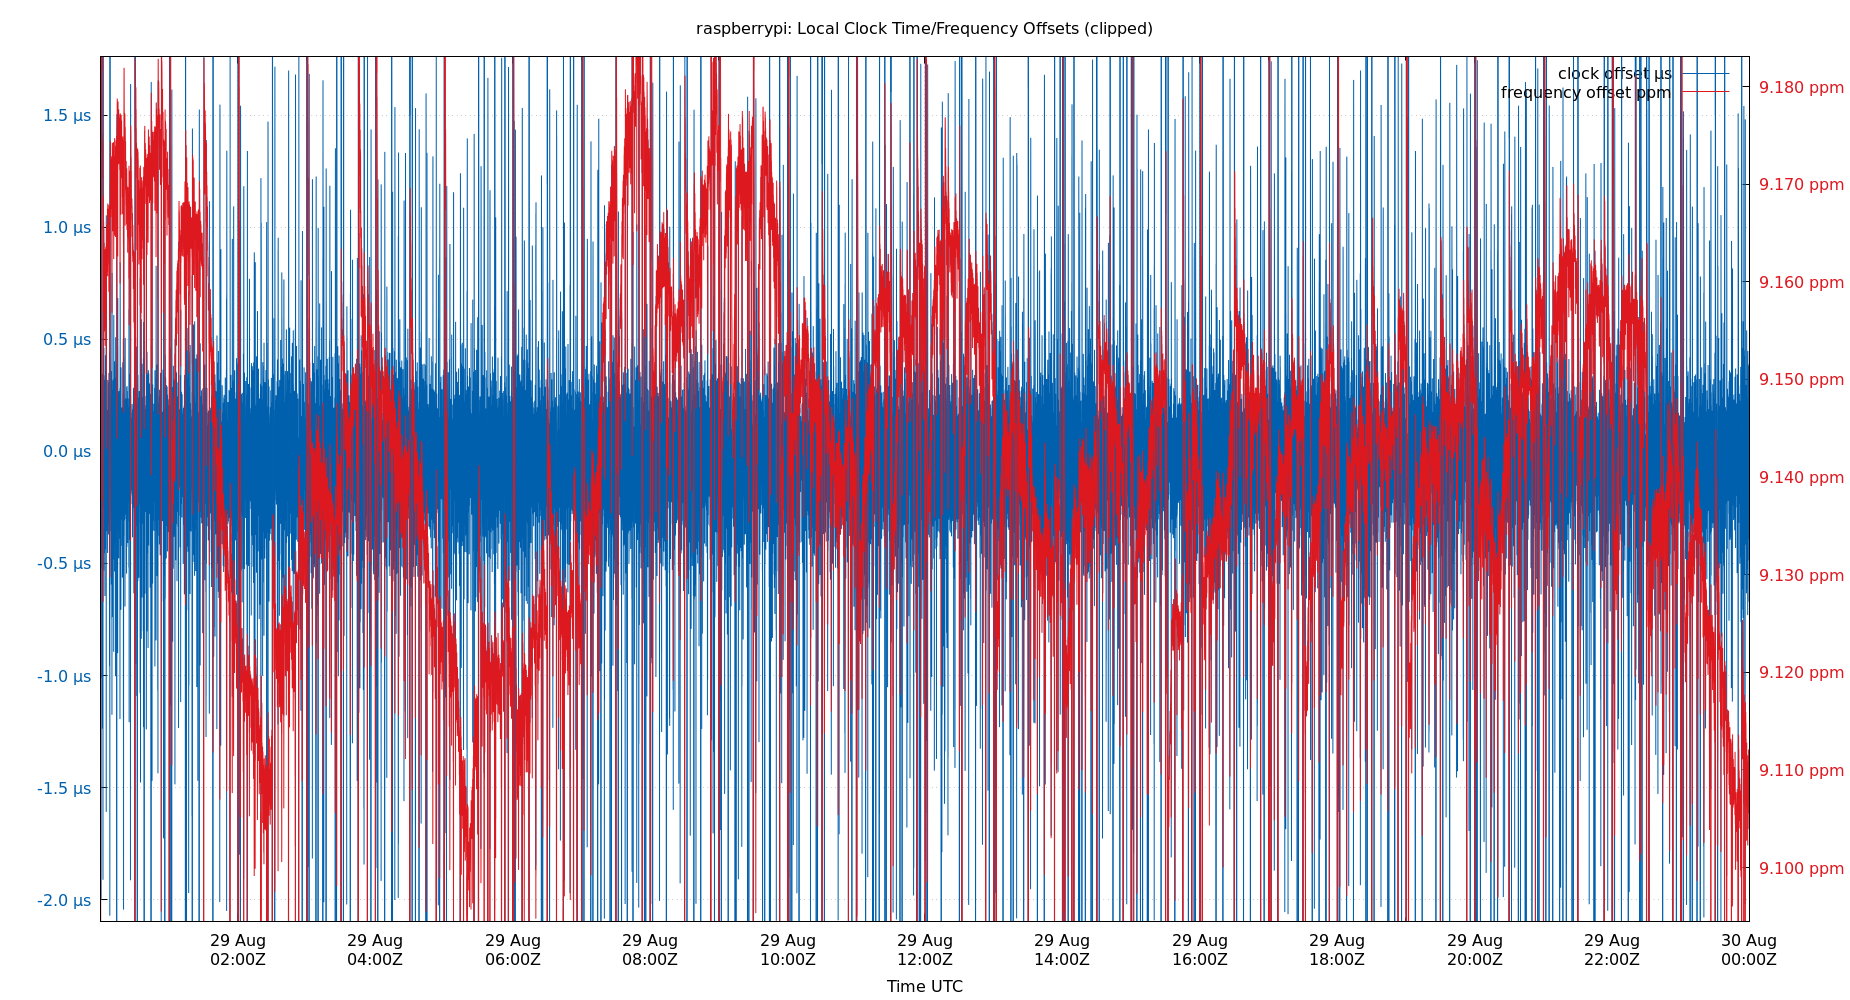 raspberrypi: Local Clock Time/Frequency Offsets (clipped)
clock offset µs
frequency offset ppm
1.5 µs
1.0 µs
0.5 µs
0.0 µs
-0.5 µs
-1.0 µs
-1.5 µs
-2.0 µs
9.180 ppm
9.170 ppm
9.160 ppm
9.150 ppm
9.140 ppm
9.130 ppm
9.120 ppm
9.110 ppm
9.100 ppm
29 Aug 29 Aug 29 Aug 29 Aug 29 Aug 29 Aug 29 Aug 29 Aug 29 Aug 29 Aug 29 Aug 30 Aug
02:00Z 04:00Z 06:00Z 08:00Z 10:00Z 12:00Z 14:00Z 16:00Z 18:00Z 20:00Z 22:00Z 00:00Z
Time UTC